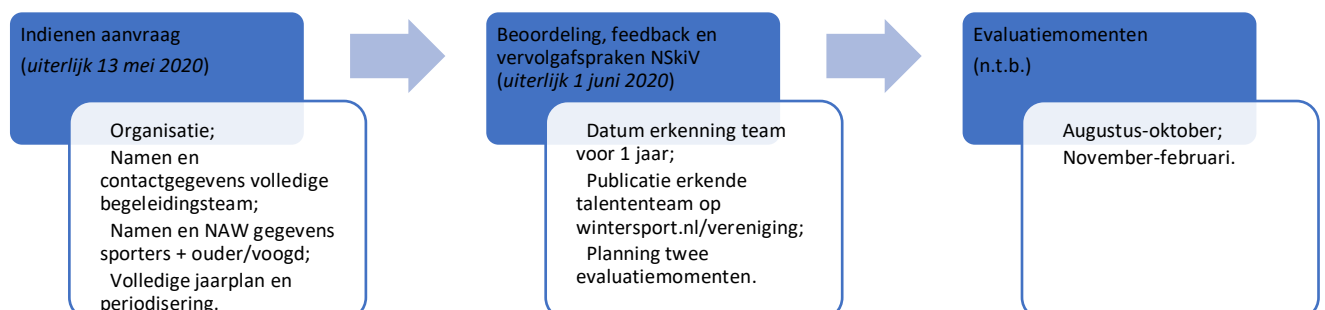 Indienen aanvraag
(uiterlijk 13 mei 2020)
Organisatie;
Namen en
contactgegevens volledige
begeleidingsteam;
Namen en NAW gegevens
sporters + ouder/voogd;
Volledige jaarplan en
periodisering.
Beoordeling, feedback en
vervolgafspraken NSkiV
(uiterlijk 1 juni 2020)
Datum erkenning team
voor 1 jaar;
Publicatie erkende
talententeam op
wintersport.nl/vereniging;
Planning twee
evaluatiemomenten.
Evaluatiemomenten
(n.t.b.)
Augustus-oktober;
November-februari.